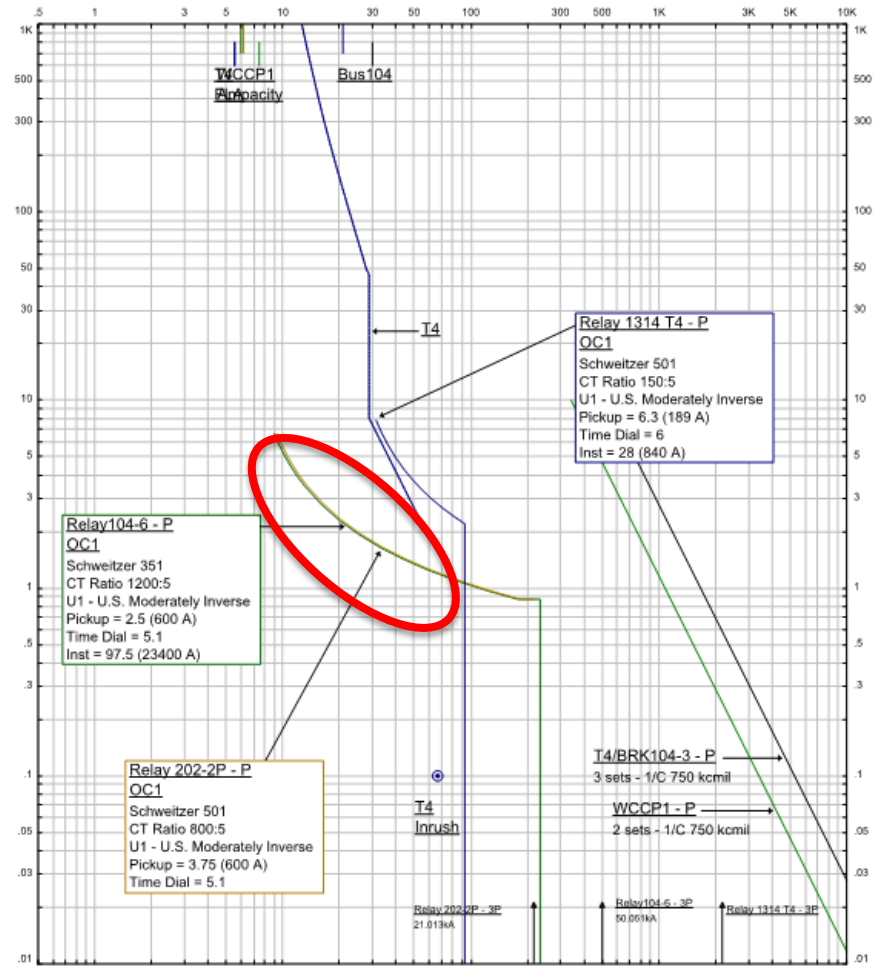 .5 1 3 5 10 30 50 100 300 500 1K 3K 5K 10K
1K 1K
Bus104
500 500
300 300
100 100
50 50
30 30
T4
Relay 1314 T4 - P
OC1
Schweitzer 501
CT Ratio 150:5
U1 - U.S. Moderately Inverse
Pickup = 6.3 (189 A)
Time Dial = 6
Inst = 28 (840 A)
10 10
5 5
3 3
Relay104-6 - P
OC1
Schweitzer 351
CT Ratio 1200:5
U1 - U.S. Moderately Inverse
Pickup = 2.5 (600 A)
Time Dial = 5.1
Inst = 97.5 (23400 A)
1 1
.5 .5
.3 .3
T4/BRK104-3 - P
3 sets - 1/C 750 kcmil
Relay 202-2P - P
OC1
Schweitzer 501
CT Ratio 800:5
U1 - U.S. Moderately Inverse
Pickup = 3.75 (600 A)
Time Dial = 5.1
.1 .1
T4
Inrush
WCCP1 - P
2 sets - 1/C 750 kcmil
.05 .05
.03 .03
Relay 202-2P - 3P
21.013kA
Relay104-6 - 3P
50.051kA
Relay 1314 T4 - 3P
.01 .01